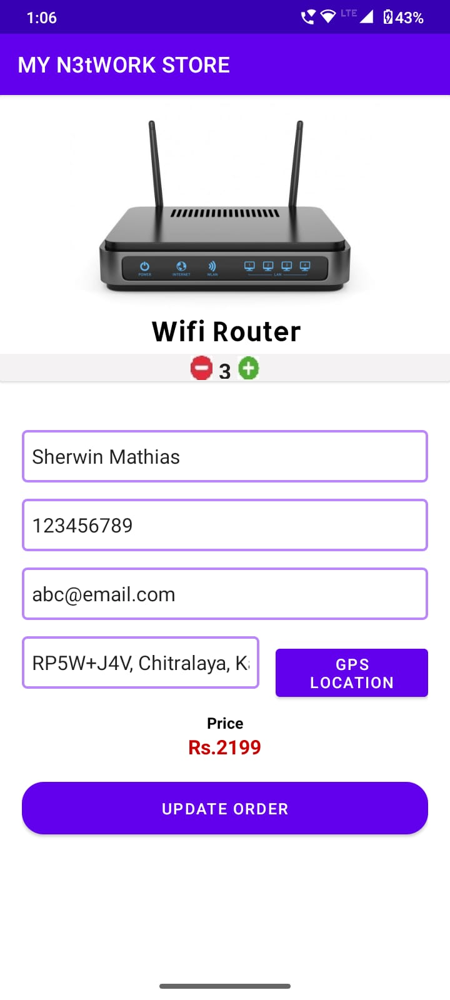 1:06 LTE 43%
MY N3tWORK STORE
POWER INTERNET WLAN 1 2 3 4
LAN
Wifi Router
3
Sherwin Mathias
123456789
abc@email.com
RP5W+J4V, Chitralaya,
GPS
LOCATION
Price
Rs.2199
UPDATE ORDER